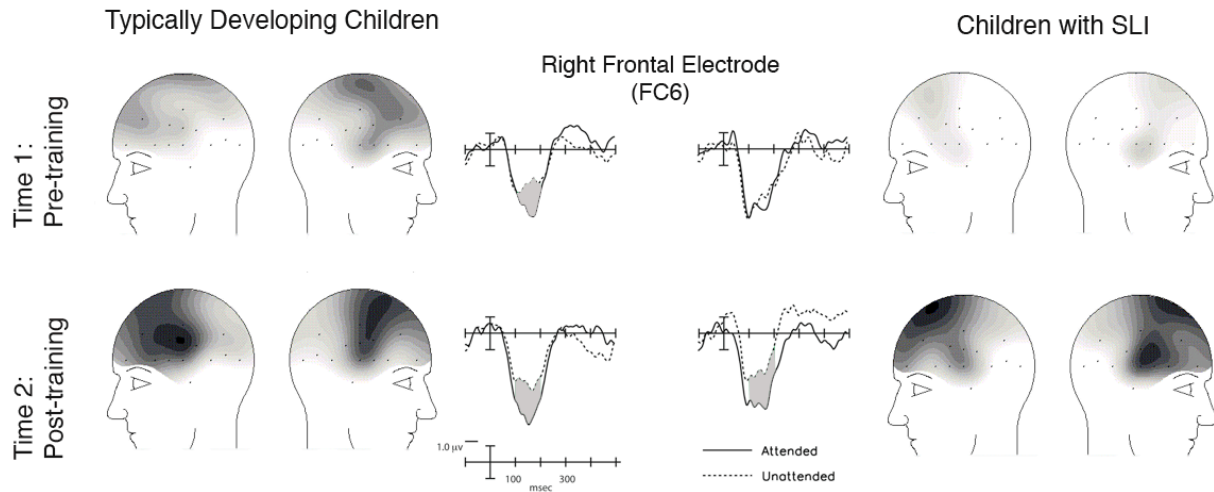 Typically Developing Children
Children with SLI
Right Frontal Electrode
(FC6)
Time 1:
Pre-training
Time 2:
Post-training
1.0 μv
100
300
msec
Attended
Unattended